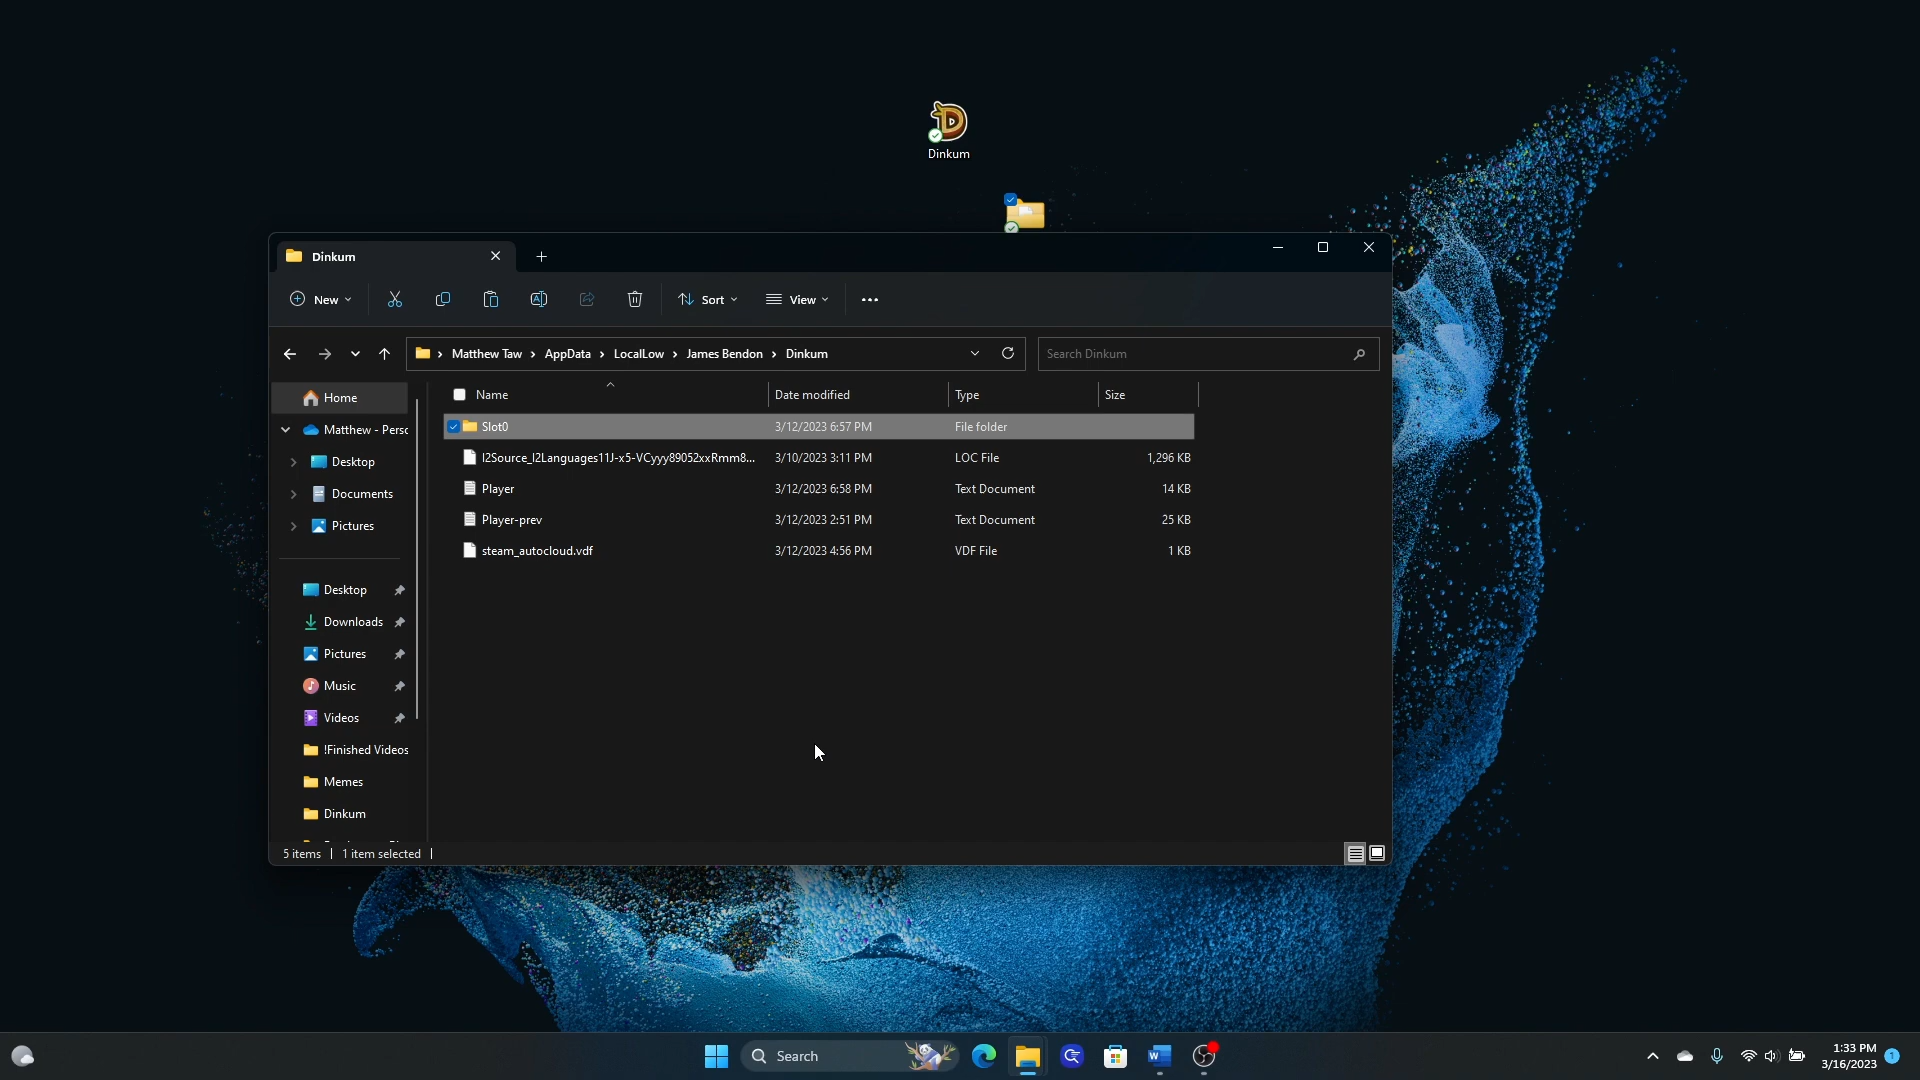 Dinkum
Dinkum
New
Sort
View
Matthew Taw > AppData > LocalLow > James Bendon > Dinkum
Search Dinkum
Home
Matthew - Perso
Desktop
Documents
Pictures
Desktop
Downloads
Pictures
Music
Videos
!Finished Videos
Memes
Dinkum
Name Date modified Type Size
Slot0 3/12/2023 6:57 PM File folder
I2Source_I2Languages11J-x5-VCyyy89052xxRmm8... 3/10/2023 3:11 PM LOC File 1,296 KB
Player 3/12/2023 6:58 PM Text Document 14 KB
Player-prev 3/12/2023 2:51 PM Text Document 25 KB
steam_autocloud.vdf 3/12/2023 4:56 PM VDF File 1 KB
5 items 1 item selected
Search
1:33 PM
3/16/2023
1